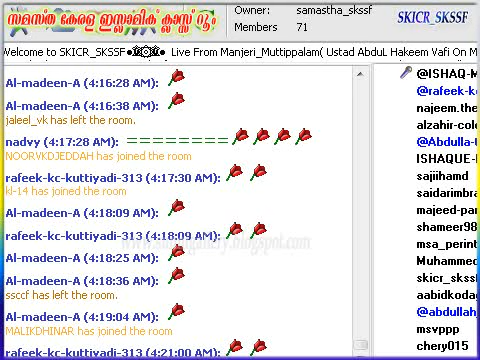 സമസ്ത കേരള ഇസ്ലാമിക് ക്ലാസ്സ് റൂം
Owner: samastha_skssf
Members 71
SKICR_SKSSF
Welcome to SKICR_SKSSF Live From Manjeri_Muttippalam( Ustad AbduL Hakeem Vafi On M
Al-madeen-A (4:16:28 AM):
Al-madeen-A (4:16:38 AM):
jaleel_vk has left the room.
nadvy (4:17:28 AM): =========
NOORVKDJEDDAH has joined the room
rafeek-kc-kuttiyadi-313 (4:17:30 AM):
kl-14 has joined the room
Al-madeen-A (4:18:09 AM):
rafeek-kc-kuttiyadi-313 (4:18:09 AM):
Al-madeen-A (4:18:25 AM):
Al-madeen-A (4:18:36 AM):
ssccf has left the room.
Al-madeen-A (4:19:04 AM):
MALIKDHINAR has joined the room
rafeek-kc-kuttiyadi-313 (4:21:00 AM):
@ISHAQ-M
@rafeek-kc
najeem.the
alzahir-colo
@Abdulla-
ISHAQUE-
sajiihamd
saidarimbra
majeed-par
shameer98
msa_perint
Muhammed
skicr_skssf
aabidkodag
@abdullah
msvppp
chery015